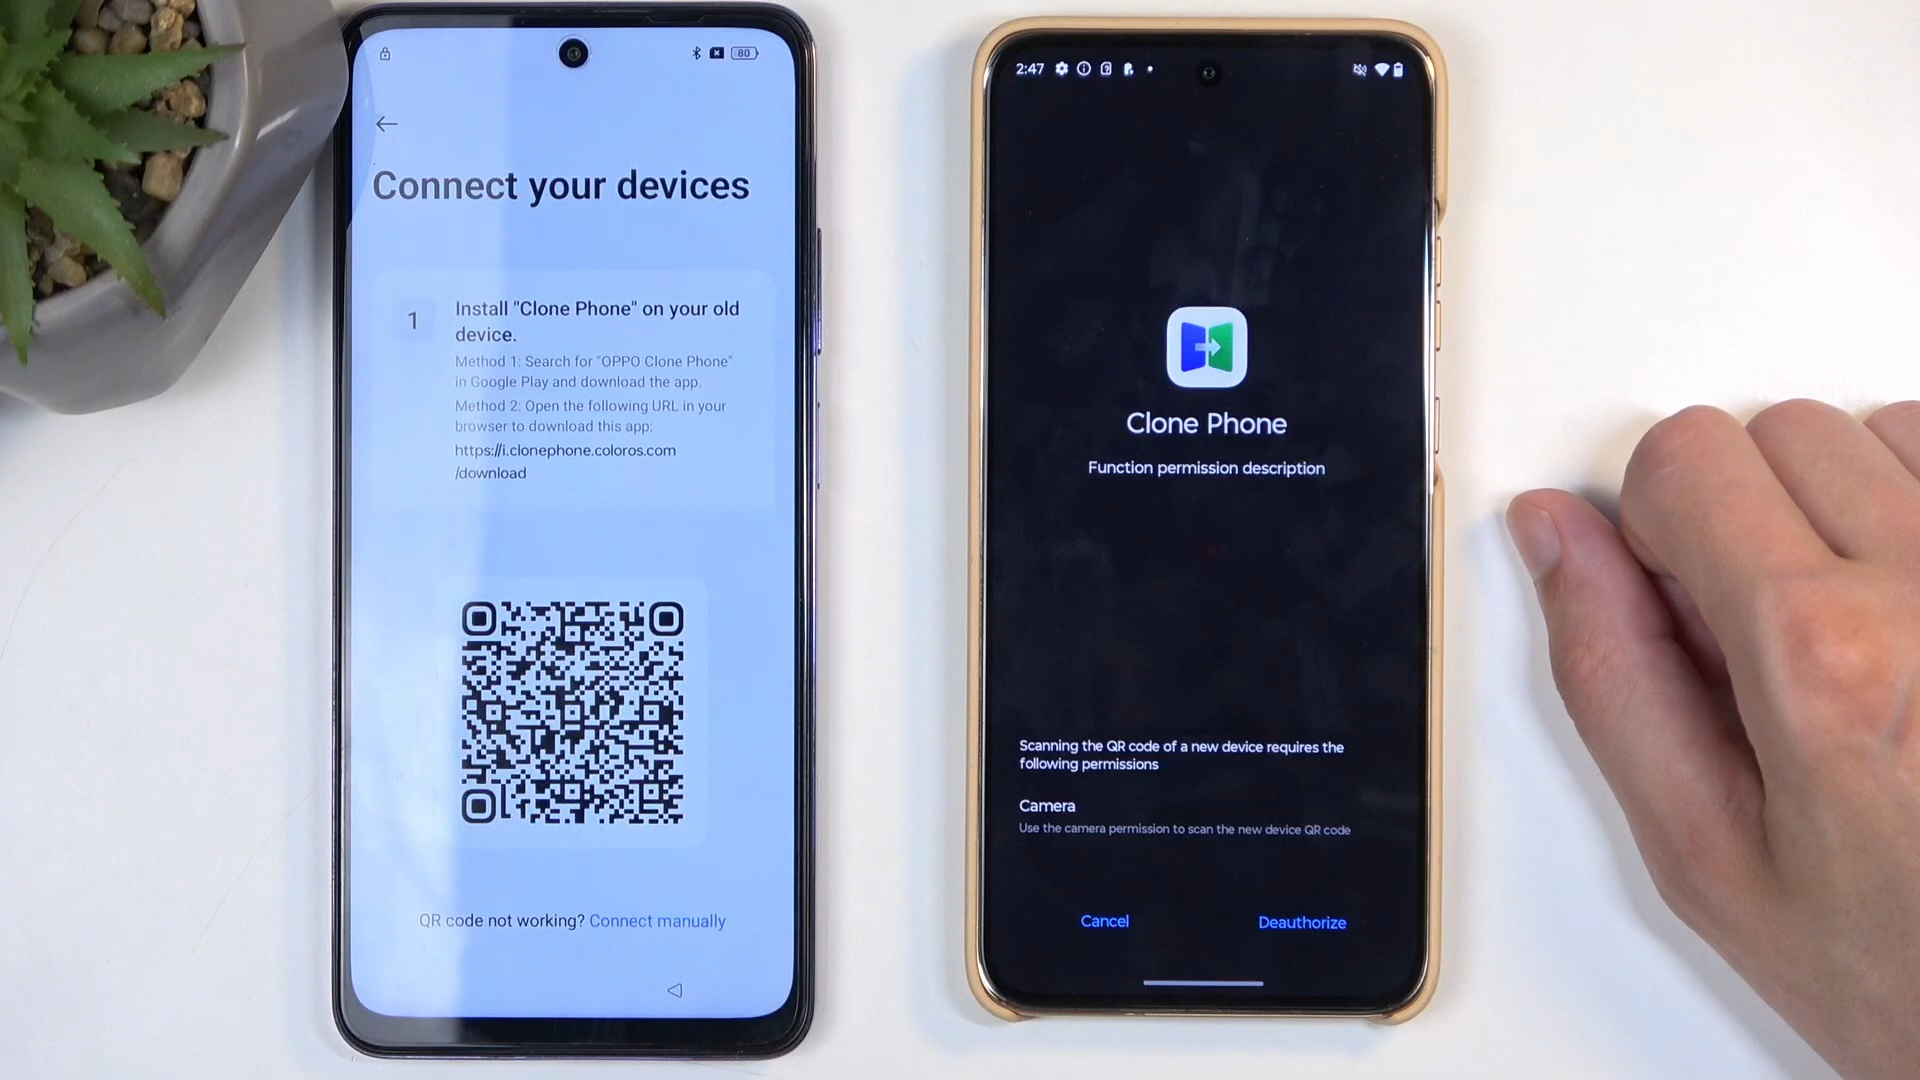 80
Connect your devices
1
Install "Clone Phone" on your old
device.
Method 1: Search for "OPPO Clone Phone"
in Google Play and download the app.
Method 2: Open the following URL in your
browser to download this app:
https://i.clonephone.coloros.com
/download
QR code not working? Connect manually
2:47
Clone Phone
Function permission description
Scanning the QR code of a new device requires the
following permissions
Camera
Use the camera permission to scan the new device QR code
Cancel
Deauthorize